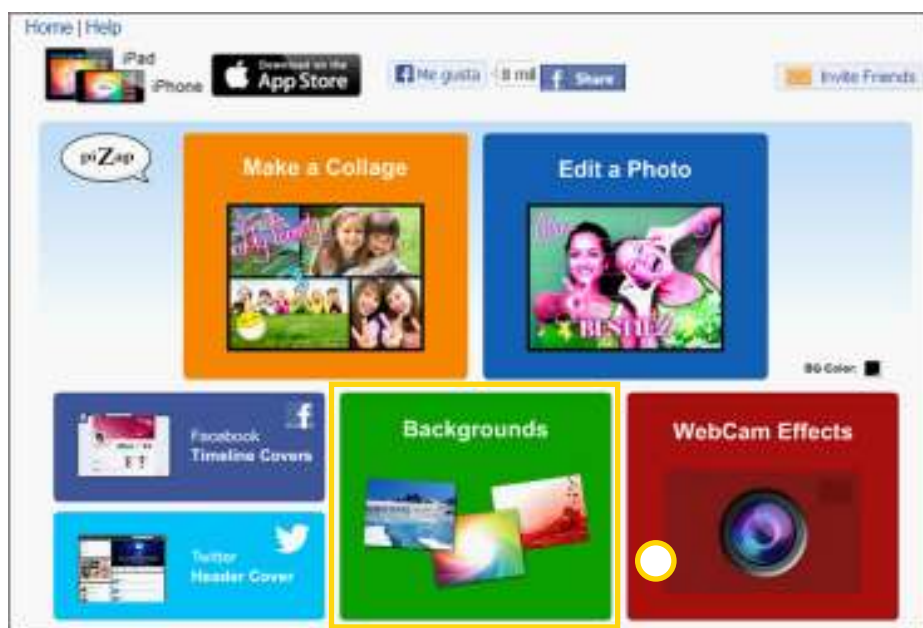 Home | Help
iPad
iPhone
Download on the
App Store
Me gusta
8 mil
Share
Invite Friends
piZap
Make a Collage
Edit a Photo
BESTIEZ
BG Color:
Facebook
Timeline Covers
Backgrounds
WebCam Effects
Twitter
Header Cover